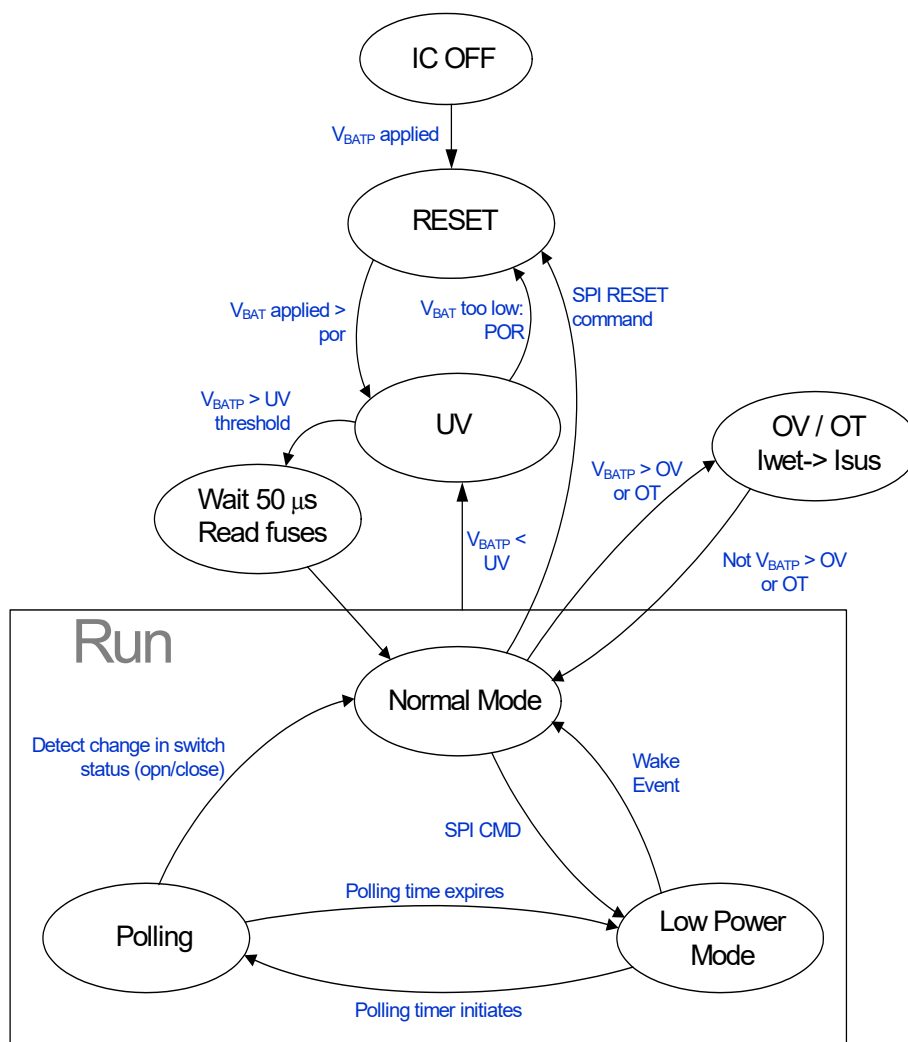 IC OFF
VBATP applied
RESET
VBAT applied >
por
VBAT too low:
POR
SPI RESET
command
VBATP > UV
threshold
UV
OV / OT
Iwet-> Isus
VBATP > OV
or OT
Wait 50 μs
Read fuses
VBATP <
UV
Not VBATP > OV
or OT
Run
Normal Mode
Detect change in switch
status (opn/close)
Wake
Event
SPI CMD
Polling time expires
Polling
Low Power
Mode
Polling timer initiates